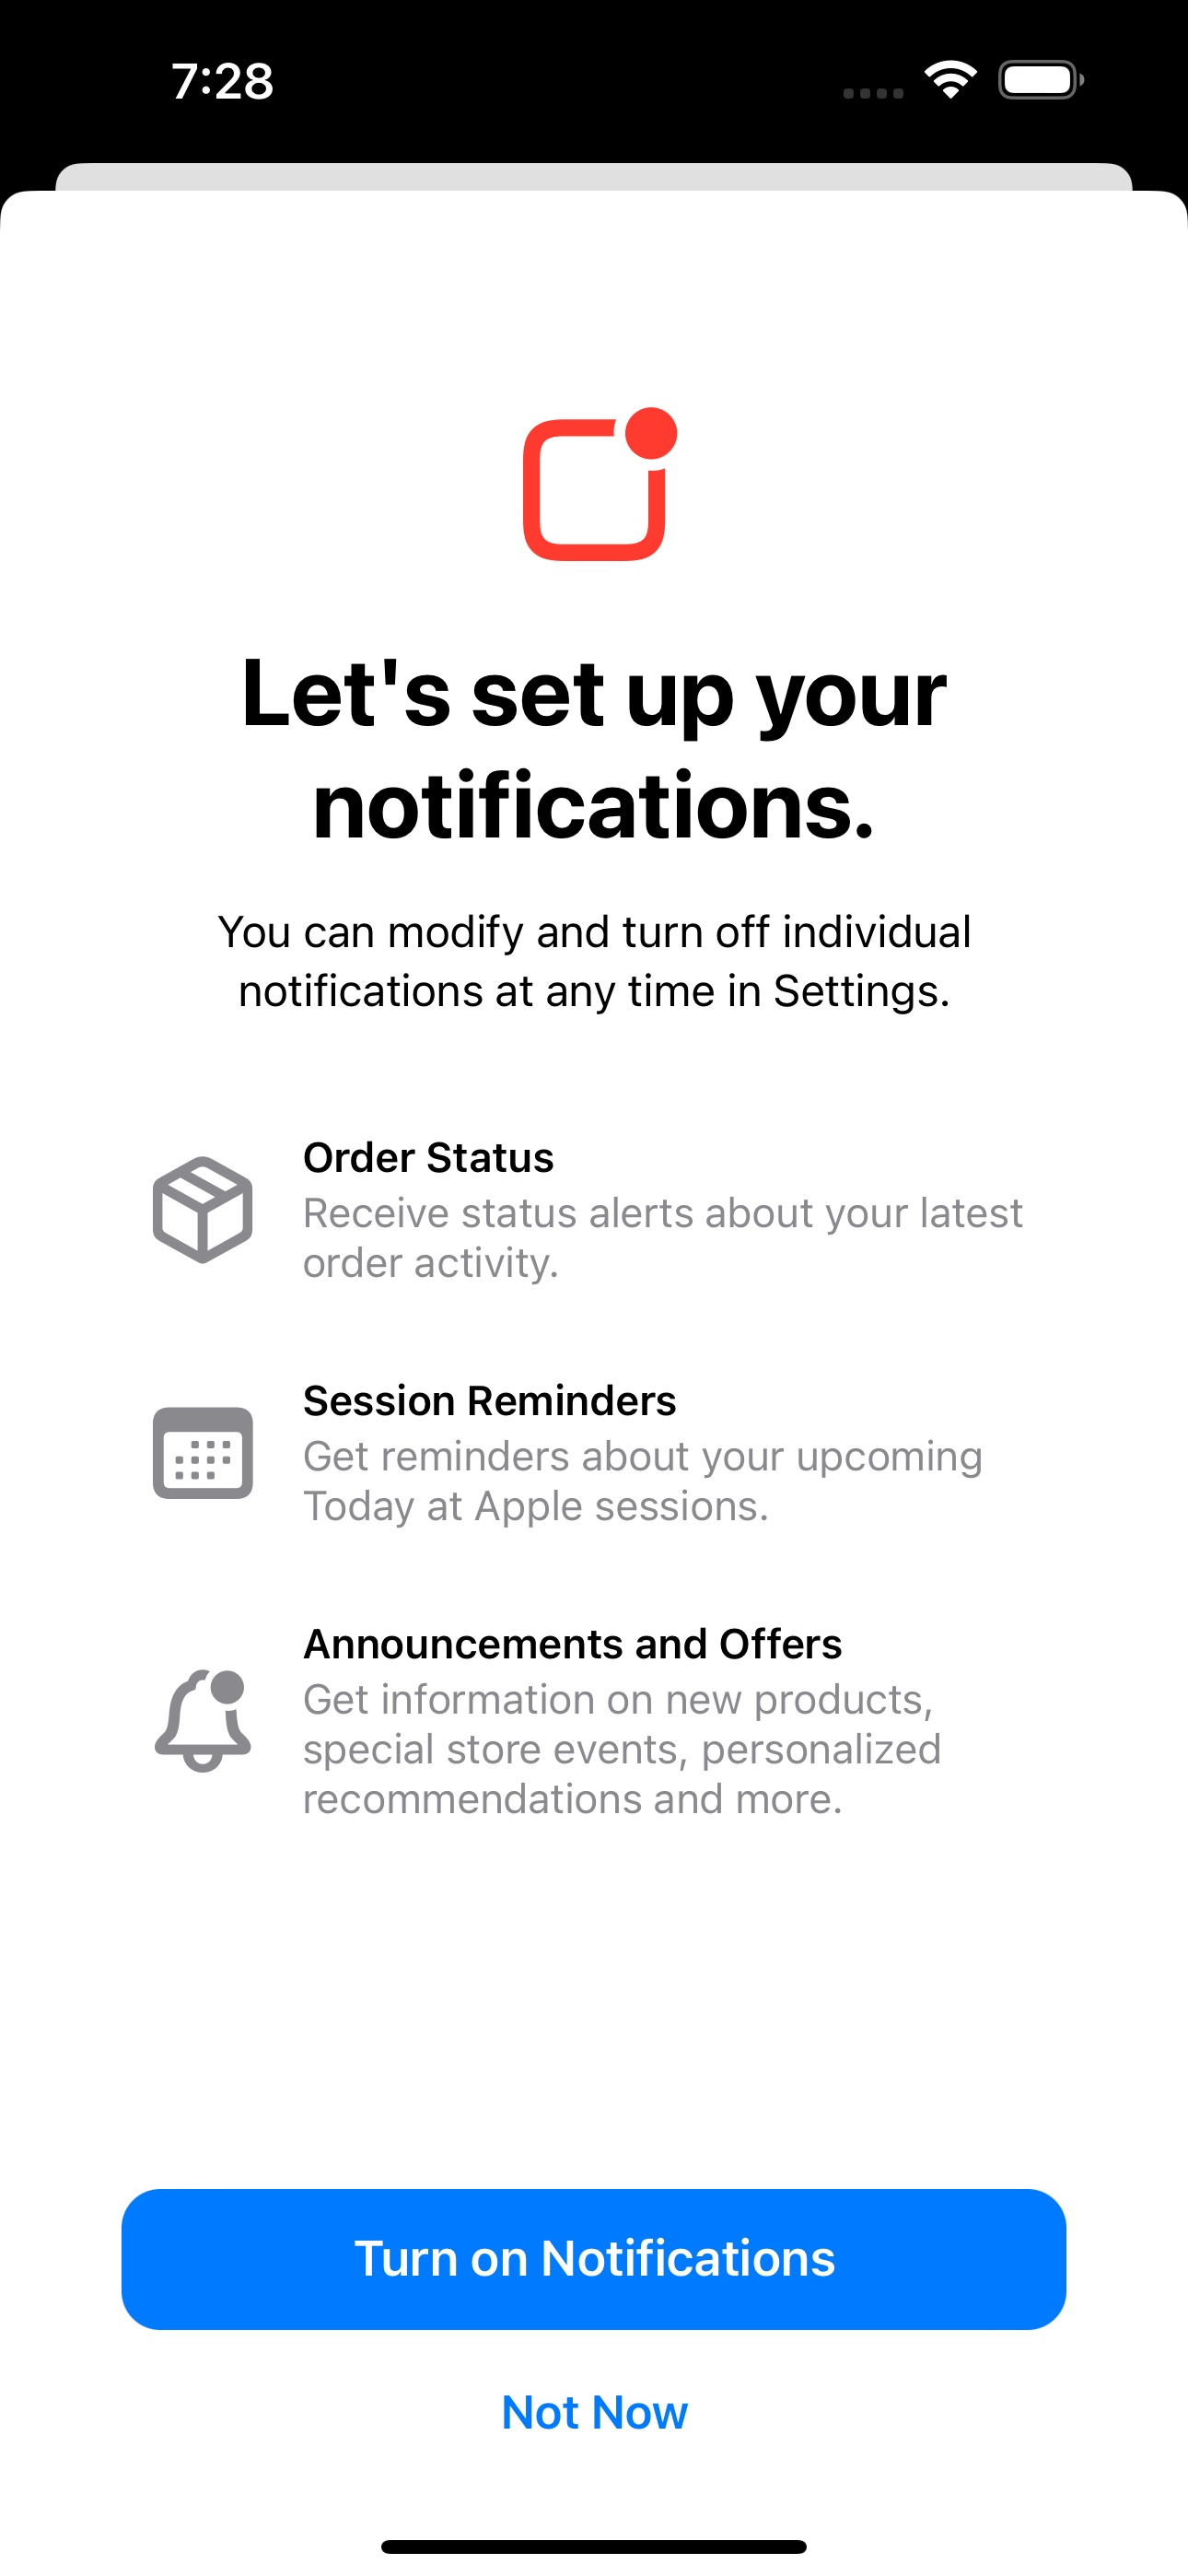 7:28
Let's set up your
notifications.
You can modify and turn off individual
notifications at any time in Settings.
Order Status
Receive status alerts about your latest
order activity.
Session Reminders
Get reminders about your upcoming
Today at Apple sessions.
Announcements and Offers
Get information on new products,
special store events, personalized
recommendations and more.
Turn on Notifications
Not Now